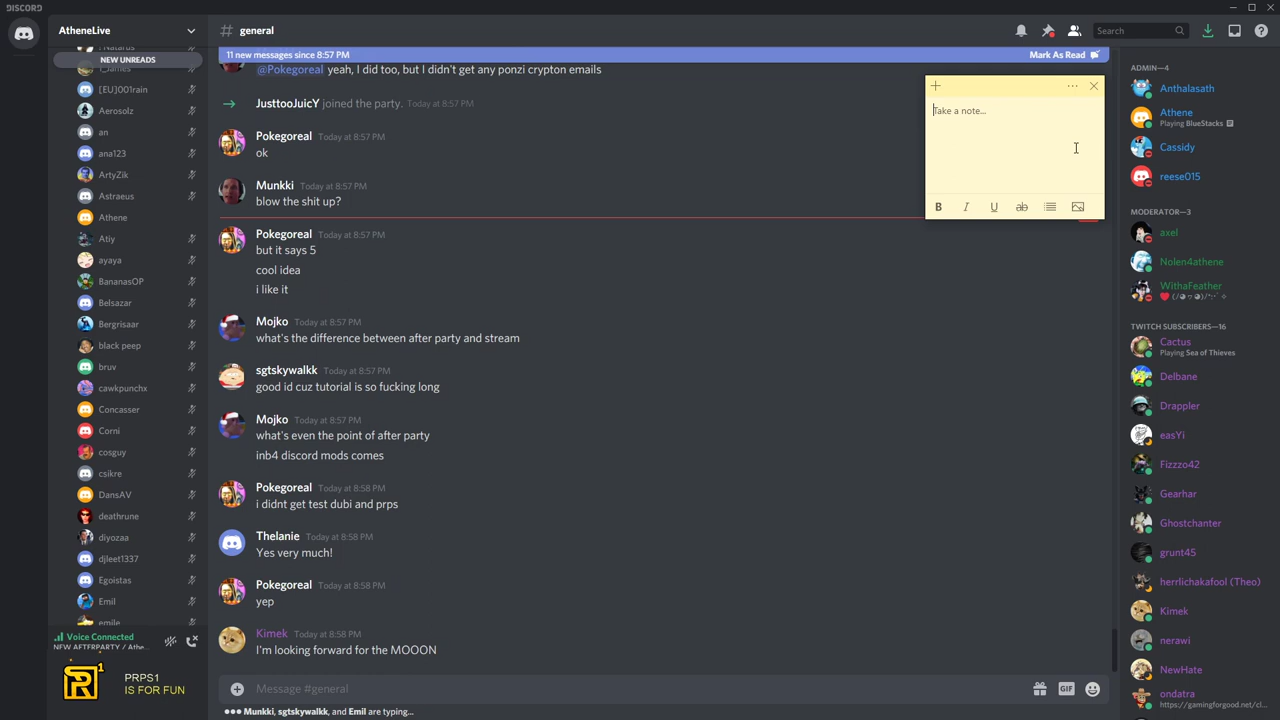 DISCORD
AtheneLive
NEW UNREADS
[EU]001rain
Aerosolz
an
ana123
ArtyZik
Astraeus
Athene
Atiy
ayaya
BananasOP
Belsazar
Bergrisaar
black peep
bruv
cawkpunchx
Concasser
Corni
cosguy
csikre
DansAV
deathrune
diyozaa
djleet1337
Egoistas
Emil
emile
Voice Connected
NEW AFTERPARTY / Athe...
PRPS1
IS FOR FUN
# general
Search
11 new messages since 8:57 PM
Mark As Read
@Pokegoreal yeah, I did too, but I didn't get any ponzi crypton emails
JusttooJuicY joined the party. Today at 8:57 PM
Pokegoreal Today at 8:57 PM
ok
Munkki Today at 8:57 PM
blow the shit up?
Pokegoreal Today at 8:57 PM
but it says 5
cool idea
i like it
Mojko Today at 8:57 PM
what's the difference between after party and stream
sgtskywalkk Today at 8:57 PM
good id cuz tutorial is so fucking long
Mojko Today at 8:57 PM
what's even the point of after party
inb4 discord mods comes
Pokegoreal Today at 8:58 PM
i didnt get test dubi and prps
Thelanie Today at 8:58 PM
Yes very much!
Pokegoreal Today at 8:58 PM
yep
Kimek Today at 8:58 PM
I'm looking forward for the MOOON
Message #general
GIF
Munkki, sgtskywalkk, and Emil are typing...
Take a note...
B I U ab
ADMIN—4
Anthalasath
Athene
Playing BlueStacks
Cassidy
reese015
MODERATOR—3
axel
Nolen4athene
WithaFeather
TWITCH SUBSCRIBERS—16
Cactus
Playing Sea of Thieves
Delbane
Drappler
easYi
Fizzzo42
Gearhar
Ghostchanter
grunt45
herrlichakafool (Theo)
Kimek
nerawi
NewHate
ondatra
https://gamingforgood.net/cl...